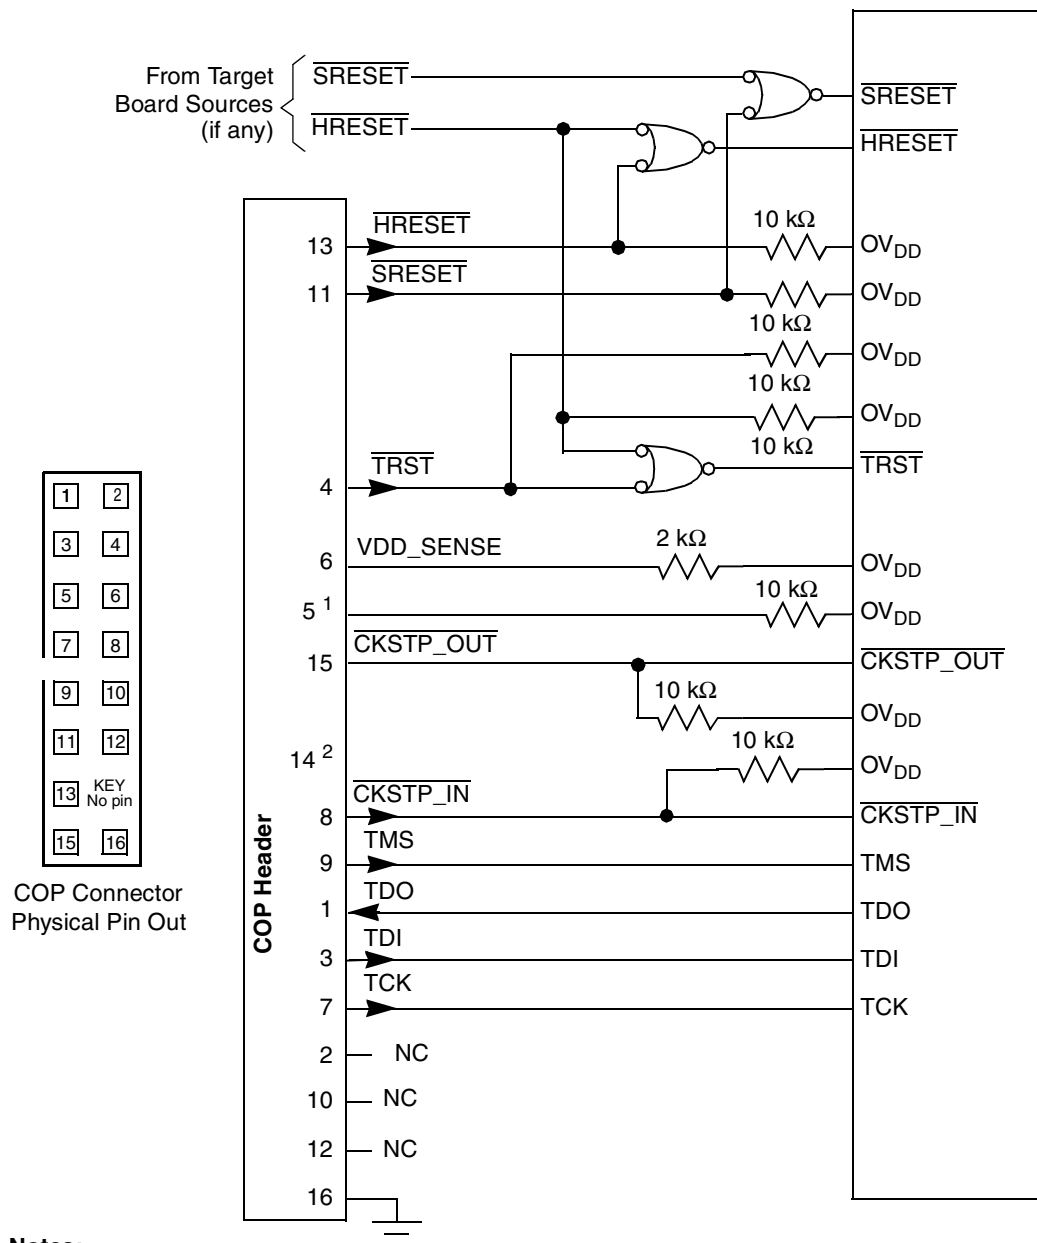 From Target
Board Sources
(if any)
SRESET
HRESET
SRESET
HRESET
13
HRESET
10 kΩ
OVDD
11
SRESET
10 kΩ
OVDD
10 kΩ
OVDD
10 kΩ
OVDD
4
TRST
TRST
6
VDD_SENSE
2 kΩ
OVDD
5 1
10 kΩ
OVDD
15
CKSTP_OUT
CKSTP_OUT
10 kΩ
OVDD
14 2
10 kΩ
OVDD
8
CKSTP_IN
CKSTP_IN
9
TMS
TMS
1
TDO
TDO
3
TDI
TDI
7
TCK
TCK
2
NC
10
NC
12
NC
16
COP Header
1 2
3 4
5 6
7 8
9 10
11 12
13 KEY
No pin
15 16
COP Connector
Physical Pin Out